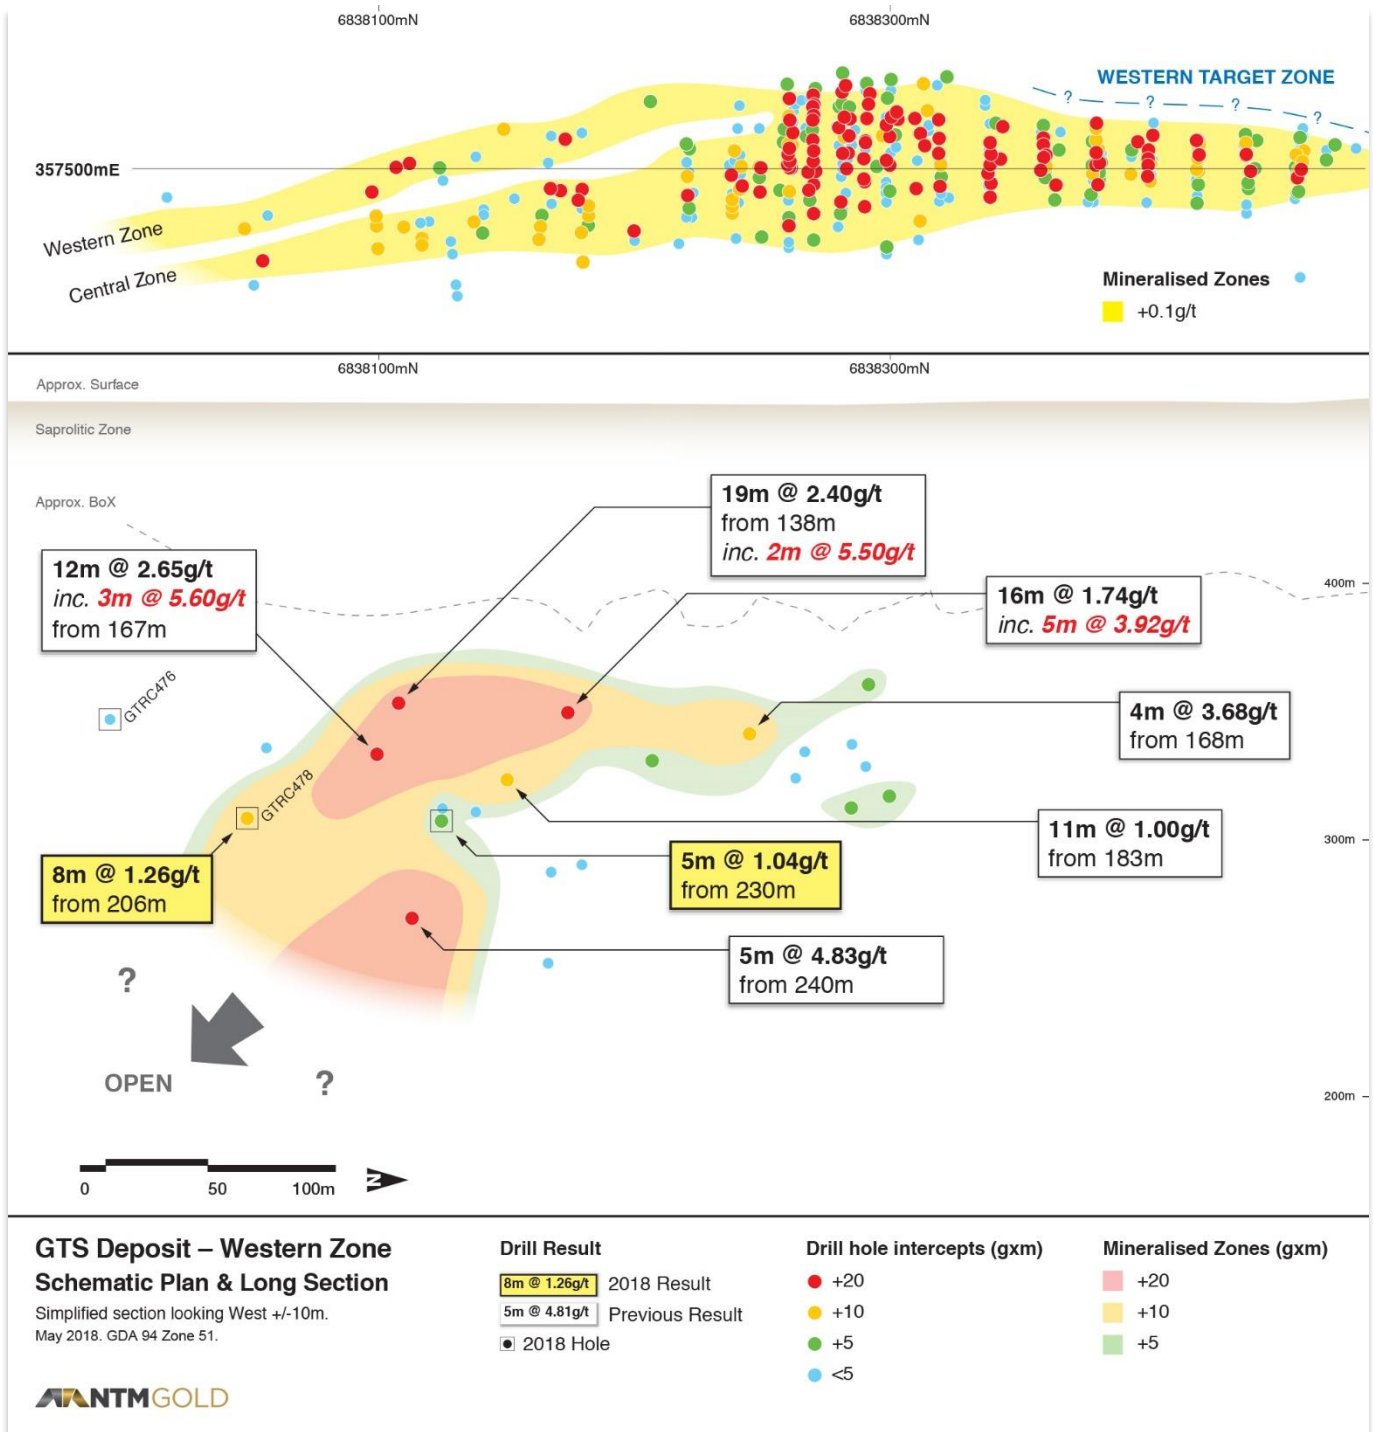 6838100mN
6838300mN
WESTERN TARGET ZONE
?
?
?
?
357500mE
Western Zone
Central Zone
Mineralised Zones
+0.1g/t
6838100mN
6838300mN
Approx. Surface
Saprolitic Zone
Approx. BoX
19m @ 2.40g/t
from 138m
inc. 2m @ 5.50g/t
12m @ 2.65g/t
inc. 3m @ 5.60g/t
from 167m
16m @ 1.74g/t
inc. 5m @ 3.92g/t
400m
GTRC476
4m @ 3.68g/t
from 168m
GTRC478
11m @ 1.00g/t
from 183m
300m
8m @ 1.26g/t
from 206m
5m @ 1.04g/t
from 230m
5m @ 4.83g/t
from 240m
?
OPEN
?
200m
0
50
100m
N
GTS Deposit – Western Zone
Schematic Plan & Long Section
Simplified section looking West +/-10m.
May 2018. GDA 94 Zone 51.
NTMGOLD
Drill Result
8m @ 1.26g/t 2018 Result
5m @ 4.81g/t Previous Result
2018 Hole
Drill hole intercepts (gxm)
+20
+10
+5
<5
Mineralised Zones (gxm)
+20
+10
+5